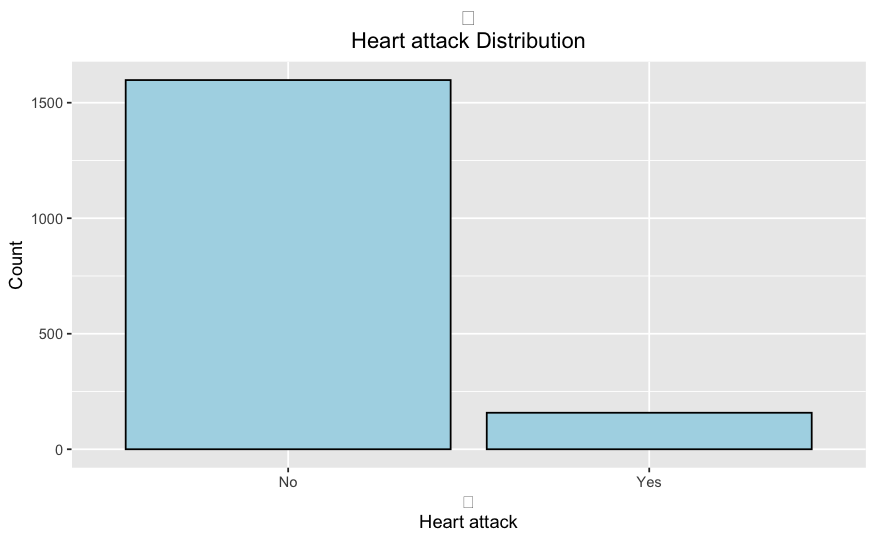 Heart attack Distribution
1500
1000
500
0
Count
No Yes
Heart attack